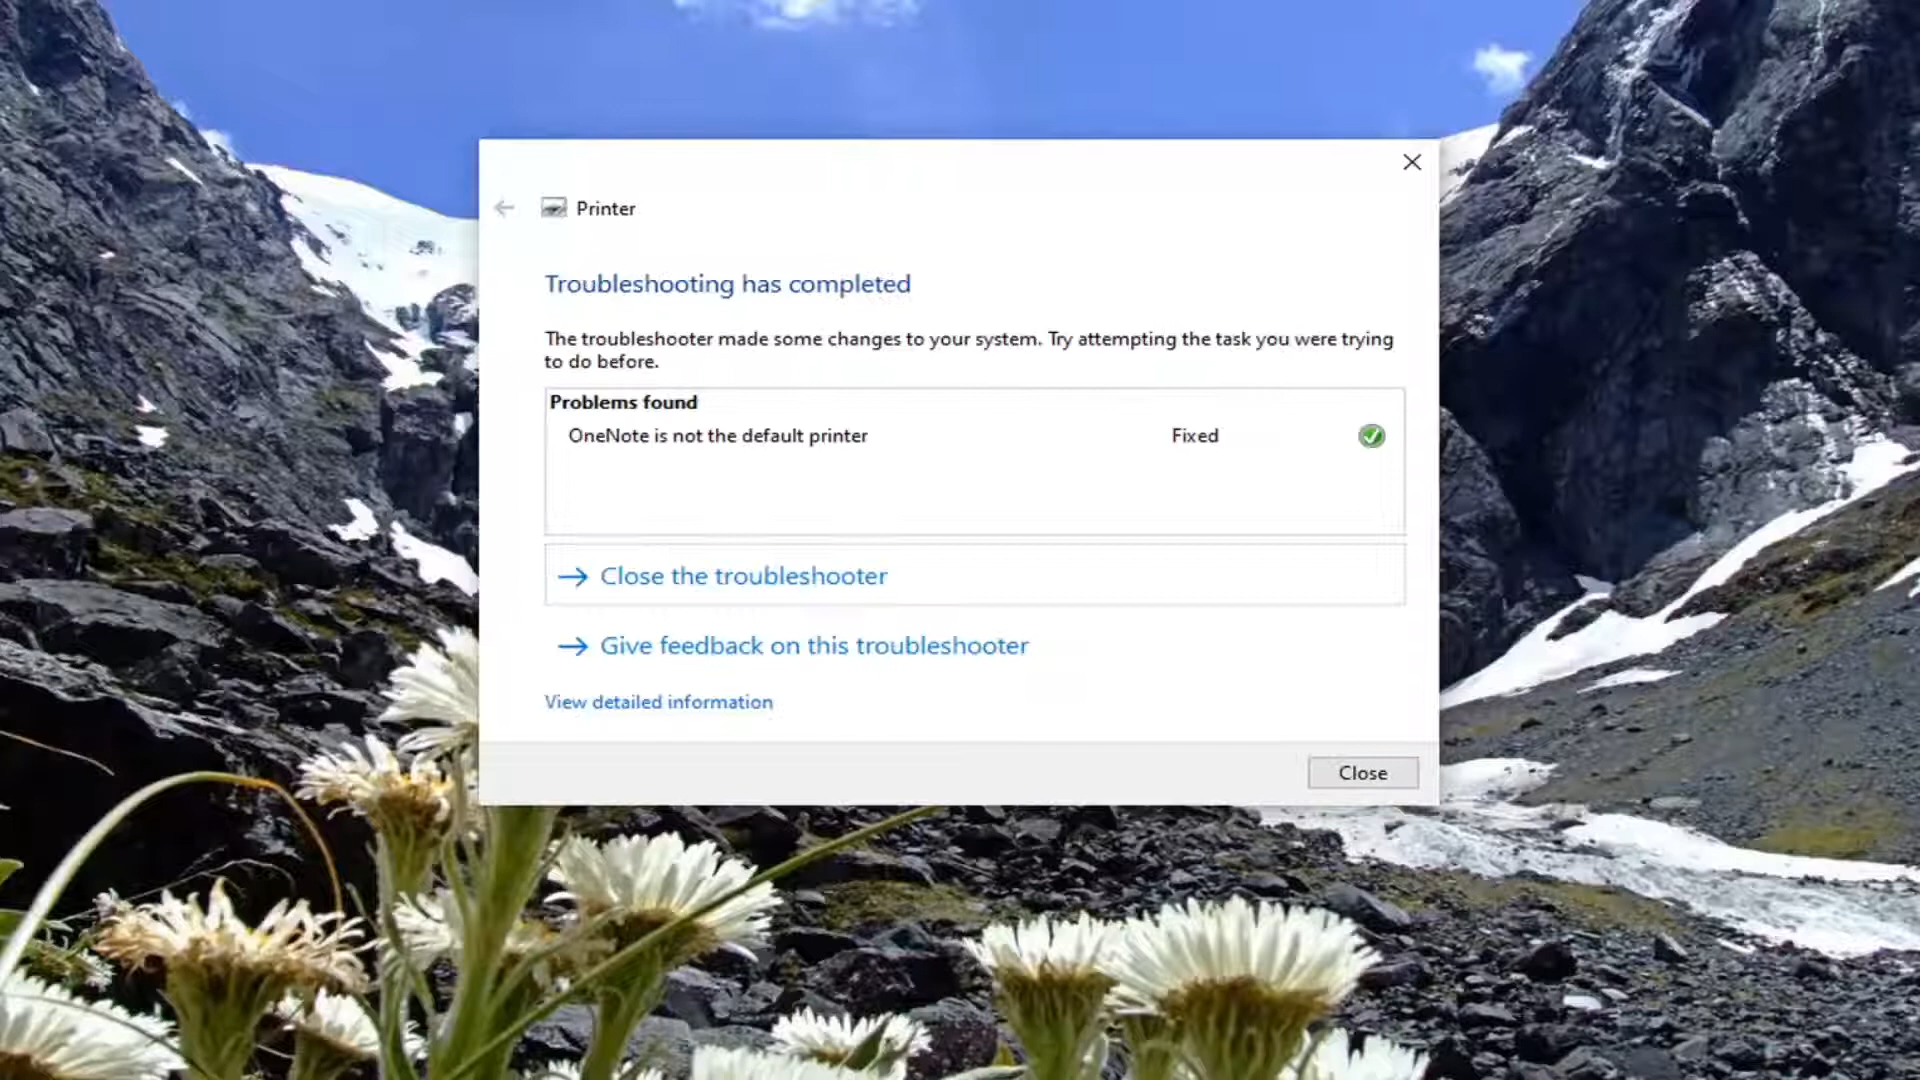 Printer
Troubleshooting has completed
The troubleshooter made some changes to your system. Try attempting the task you were trying
to do before.
Problems found
OneNote is not the default printer Fixed
Close the troubleshooter
Give feedback on this troubleshooter
View detailed information
Close